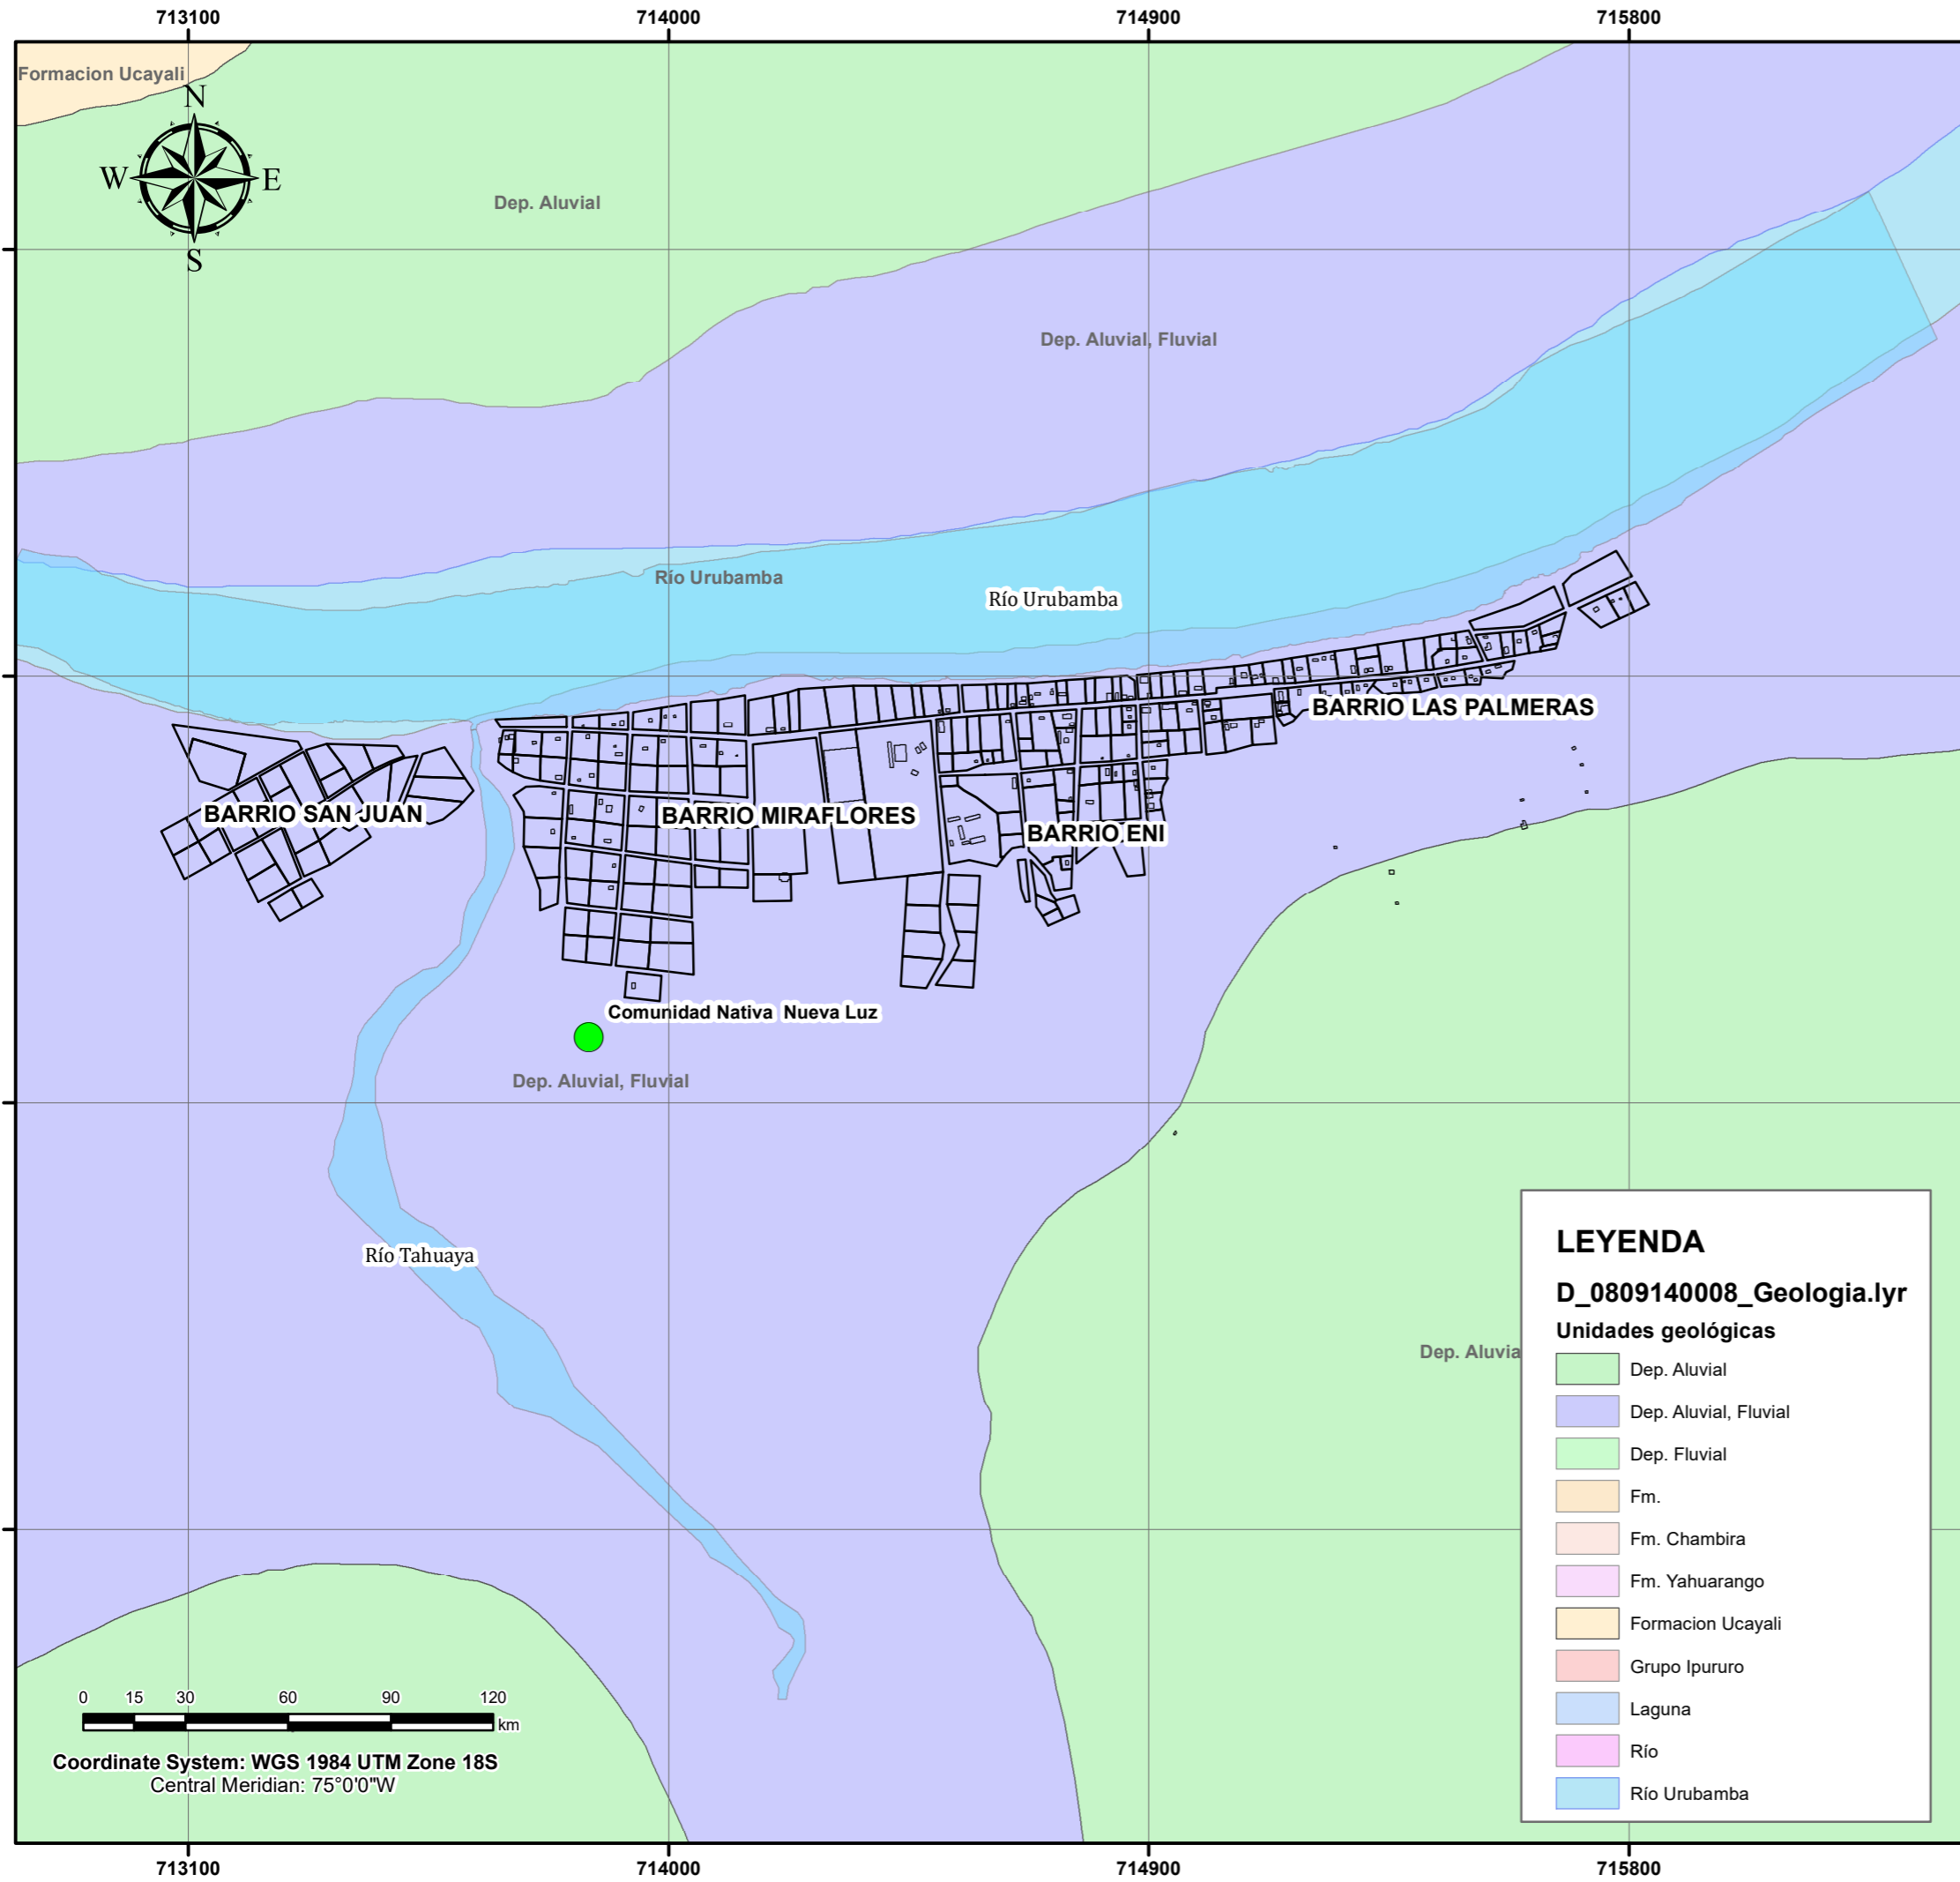 713100 714000 714900 715800
Formacion Ucayali
N
W E
S
Dep. Aluvial
Dep. Aluvial, Fluvial
Río Urubamba
Río Urubamba
BARRIO LAS PALMERAS
BARRIO SAN JUAN
BARRIO MIRAFLORES
BARRIO ENI
Comunidad Nativa Nueva Luz
Dep. Aluvial, Fluvial
Río Tahuaya
Dep. Aluvia
LEYENDA
D_0809140008_Geologia.lyr
Unidades geológicas
Dep. Aluvial
Dep. Aluvial, Fluvial
Dep. Fluvial
Fm.
Fm. Chambira
Fm. Yahuarango
Formacion Ucayali
Grupo Ipururo
Laguna
Río
Río Urubamba
0 15 30 60 90 120
km
Coordinate System: WGS 1984 UTM Zone 18S
Central Meridian: 75°0'0"W
713100 714000 714900 715800